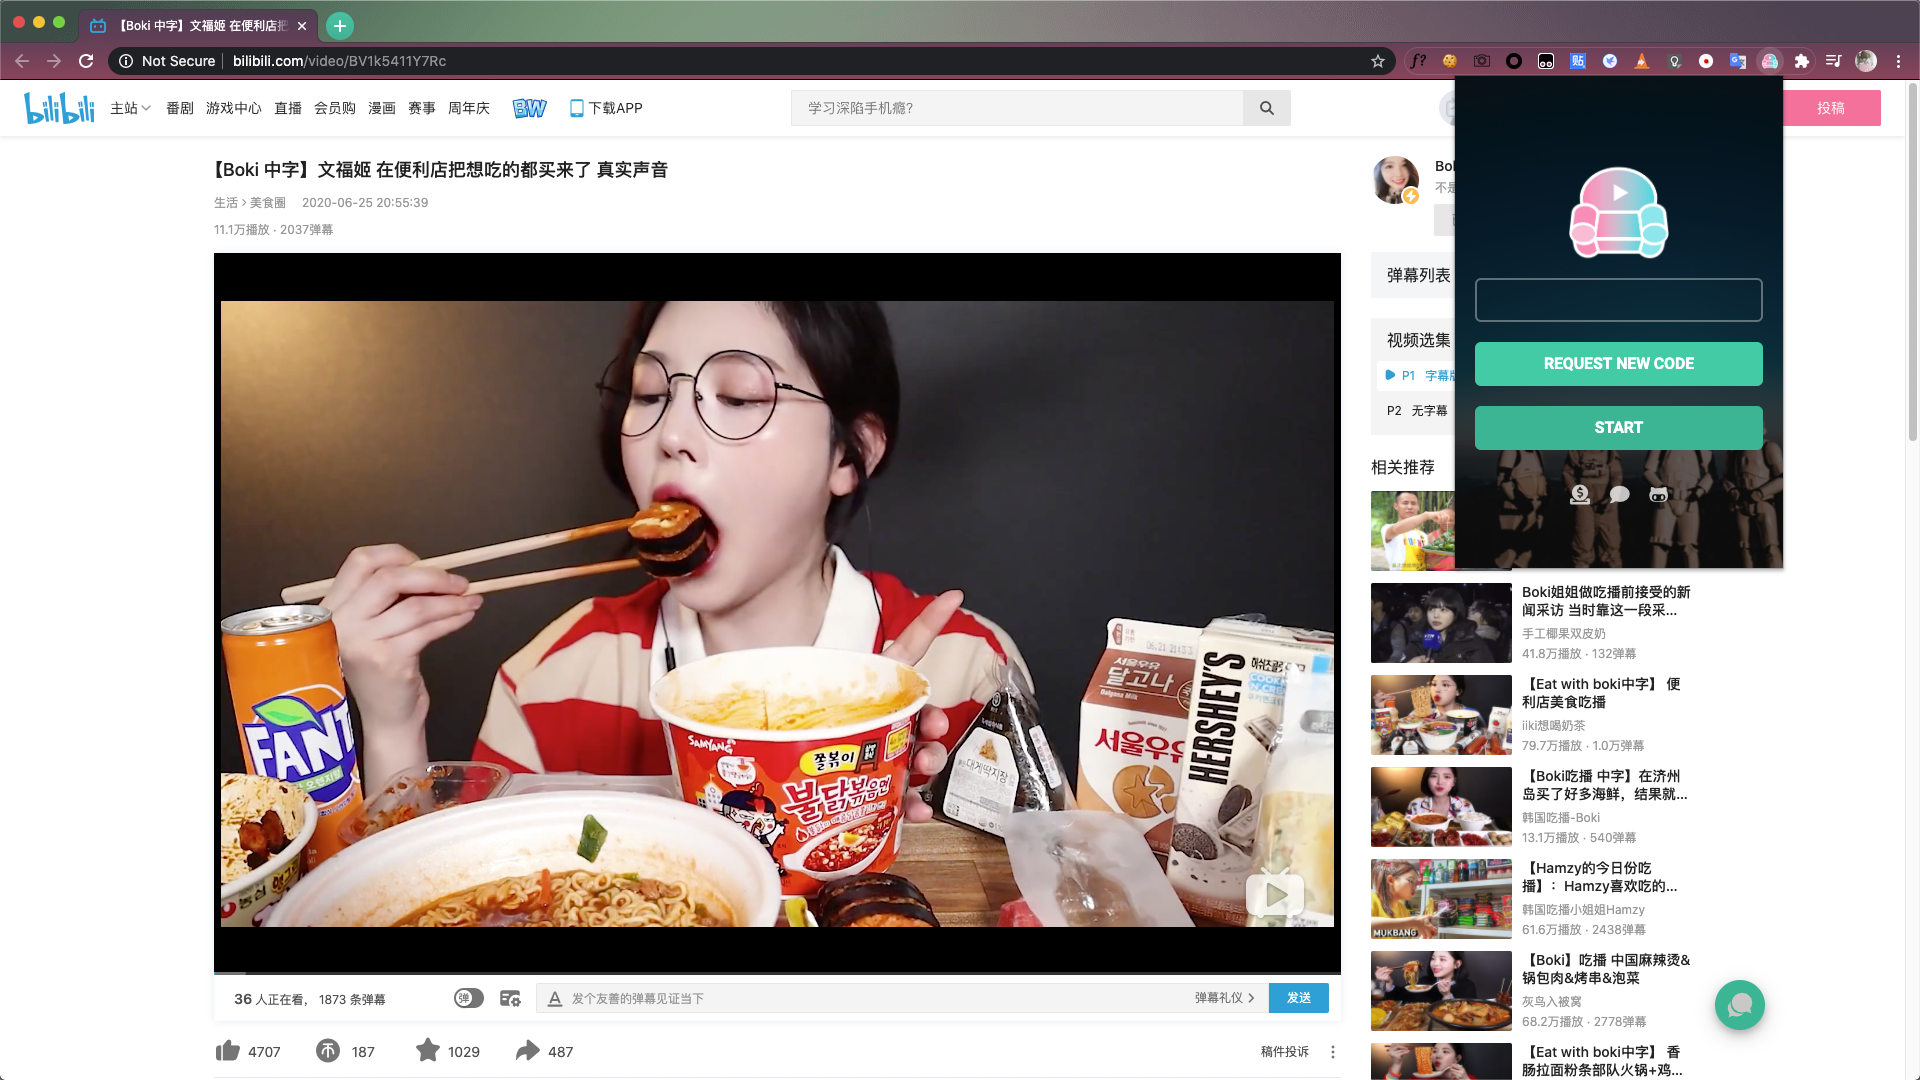 【Boki 中字】文福姬 在便利店把
Not Secure
bilibili.com/video/BV1k5411Y7Rc
f?
贴
bilibili
主站
番剧
游戏中心
直播
会员购
漫画
赛事
周年庆
BW
下载APP
学习深陷手机瘾?
投稿
【Boki 中字】文福姬 在便利店把想吃的都买来了 真实声音
生活 > 美食圈
2020-06-25 20:55:39
11.1万播放 · 2037弹幕
FANT
SAMYANG
쫄볶이
불닭볶음면
대게딱지장
서울우유
달고나
Dalgona Milk
서울우유
HERSHEY'S
36 人正在看， 1873 条弹幕
弹
发个友善的弹幕见证当下
弹幕礼仪 >
发送
4707
187
1029
487
稿件投诉
Bo
不是
弹幕列表
视频选集
P1 字幕版
P2 无字幕
相关推荐
REQUEST NEW CODE
START
Boki姐姐做吃播前接受的新
闻采访 当时靠这一段采...
手工椰果双皮奶
41.8万播放 · 132弹幕
【Eat with boki中字】 便
利店美食吃播
iiki想喝奶茶
79.7万播放 · 1.0万弹幕
【Boki吃播 中字】在济州
岛买了好多海鲜，结果就...
韩国吃播-Boki
13.1万播放 · 540弹幕
MUKBANG
【Hamzy的今日份吃
播】：Hamzy喜欢吃的...
韩国吃播小姐姐Hamzy
61.6万播放 · 2438弹幕
【Boki】吃播 中国麻辣烫&
锅包肉&烤串&泡菜
灰鸟入被窝
68.2万播放 · 2778弹幕
【Eat with boki中字】 香
肠拉面粉条部队火锅+鸡...